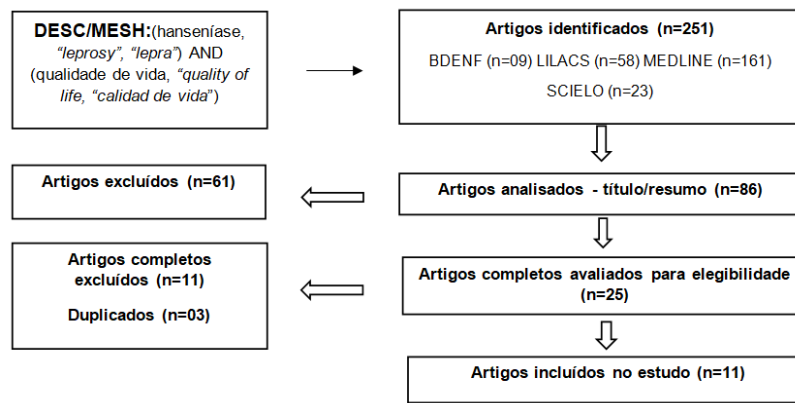 DESC/MESH:(hanseníase,
“leprosy”, “lepra”) AND
(qualidade de vida, “quality of
life, “calidad de vida”)
Artigos identificados (n=251)
BDENF (n=09) LILACS (n=58) MEDLINE (n=161)
SCIELO (n=23)
Artigos excluídos (n=61)
Artigos analisados - título/resumo (n=86)
Artigos completos
excluídos (n=11)
Duplicados (n=03)
Artigos completos avaliados para elegibilidade
(n=25)
Artigos incluídos no estudo (n=11)